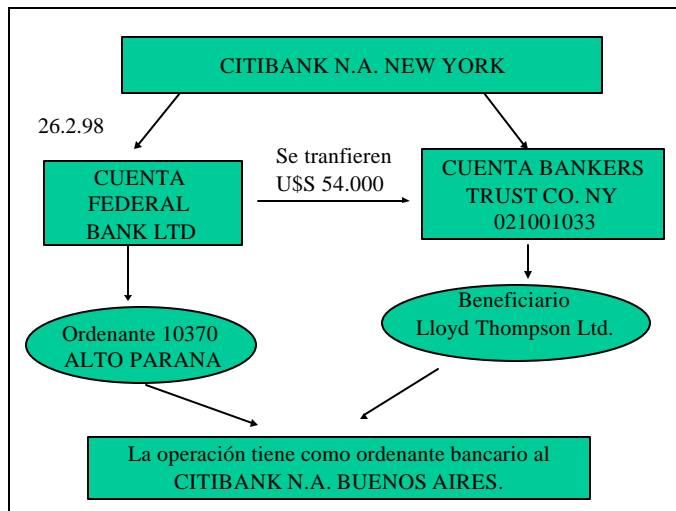 CITIBANK N.A. NEW YORK
26.2.98
Se tranfieren
U$S 54.000
CUENTA
FEDERAL
BANK LTD
CUENTA BANKERS
TRUST CO. NY
021001033
Ordenante 10370
ALTO PARANA
Beneficiario
Lloyd Thompson Ltd.
La operación tiene como ordenante bancario al
CITIBANK N.A. BUENOS AIRES.